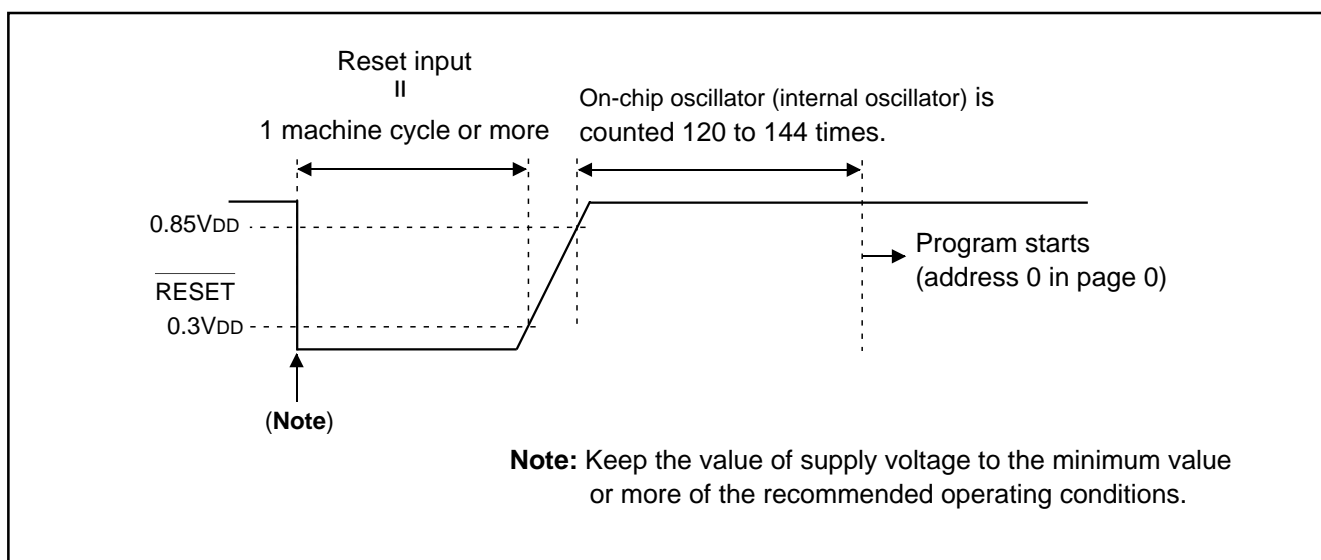 Reset input
=
1 machine cycle or more
On-chip oscillator (internal oscillator) is
counted 120 to 144 times.
0.85VDD
Program starts
(address 0 in page 0)
RESET
0.3VDD
(Note)
Note: Keep the value of supply voltage to the minimum value
or more of the recommended operating conditions.